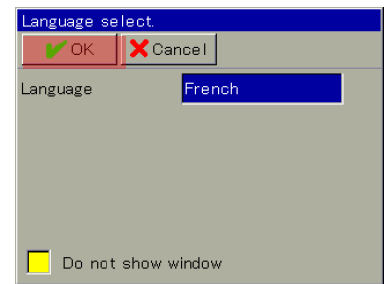 Language select.
OK Cancel
Language French
Do not show window